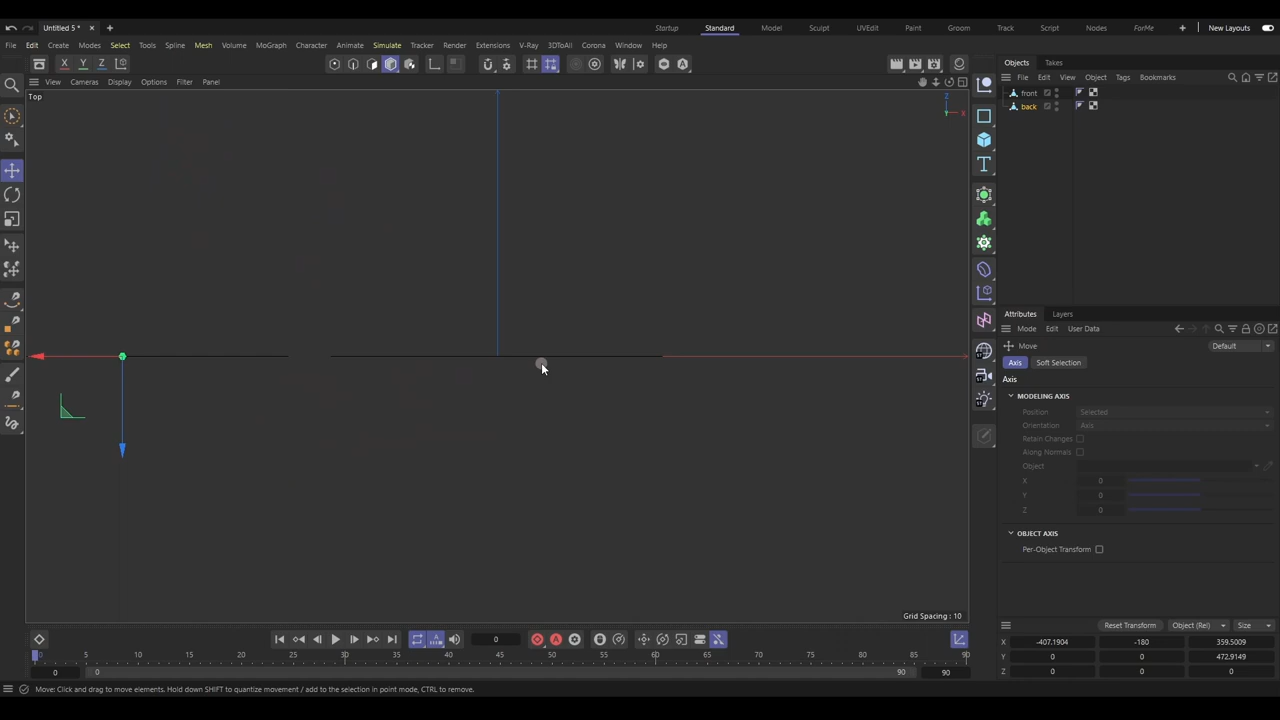 Untitled 5 *
Startup Standard Model Sculpt UVEdit Paint Groom Track Script Nodes ForMe New Layouts
File Edit Create Modes Select Tools Spline Mesh Volume MoGraph Character Animate Simulate Tracker Render Extensions V-Ray 3DToAll Corona Window Help
X Y Z
Objects Takes
View Cameras Display Options Filter Panel
File Edit View Object Tags Bookmarks
Top
front
back
Z
Y X
Attributes Layers
Mode Edit User Data
Move Default
Axis Soft Selection
Axis
MODELING AXIS
Position Selected
Orientation Axis
Retain Changes
Along Normals
Object
X 0
Y 0
Z 0
OBJECT AXIS
Per-Object Transform
Grid Spacing : 10
Reset Transform Object (Rel) Size
0
X -407.1904 -180 359.5009
0 5 10 15 20 25 30 35 40 45 50 55 60 65 70 75 80 85 90
Y 0 0 472.9149
0 0 90 90
Z 0 0 0
Move: Click and drag to move elements. Hold down SHIFT to quantize movement / add to the selection in point mode, CTRL to remove.